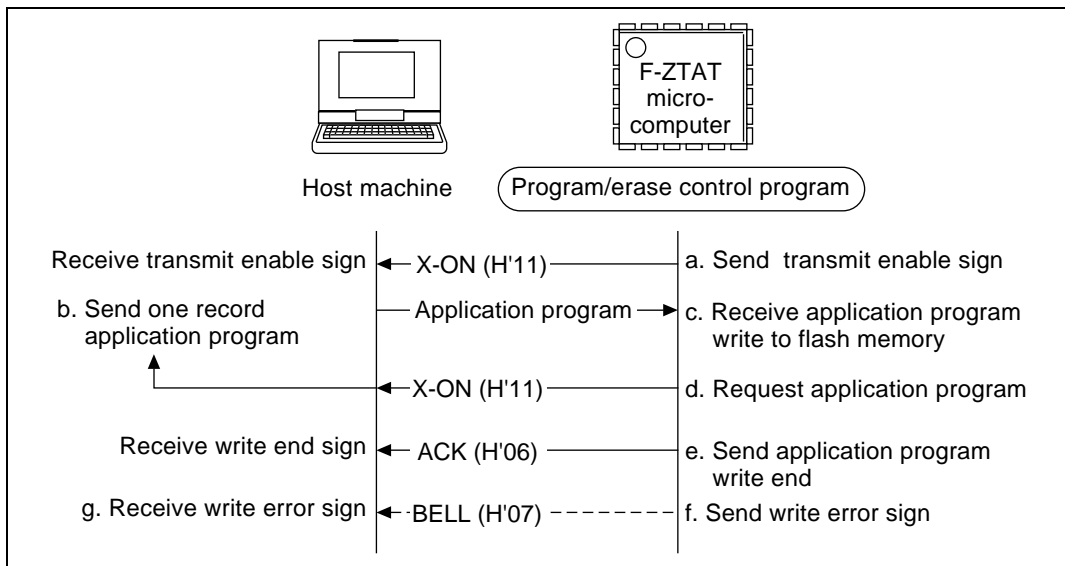 F-ZTAT
micro-
computer
Host machine
Program/erase control program
Receive transmit enable sign
X-ON (H'11)
a. Send transmit enable sign
b. Send one record
application program
Application program
c. Receive application program
write to flash memory
X-ON (H'11)
d. Request application program
Receive write end sign
ACK (H'06)
e. Send application program
write end
g. Receive write error sign
BELL (H'07)
f. Send write error sign